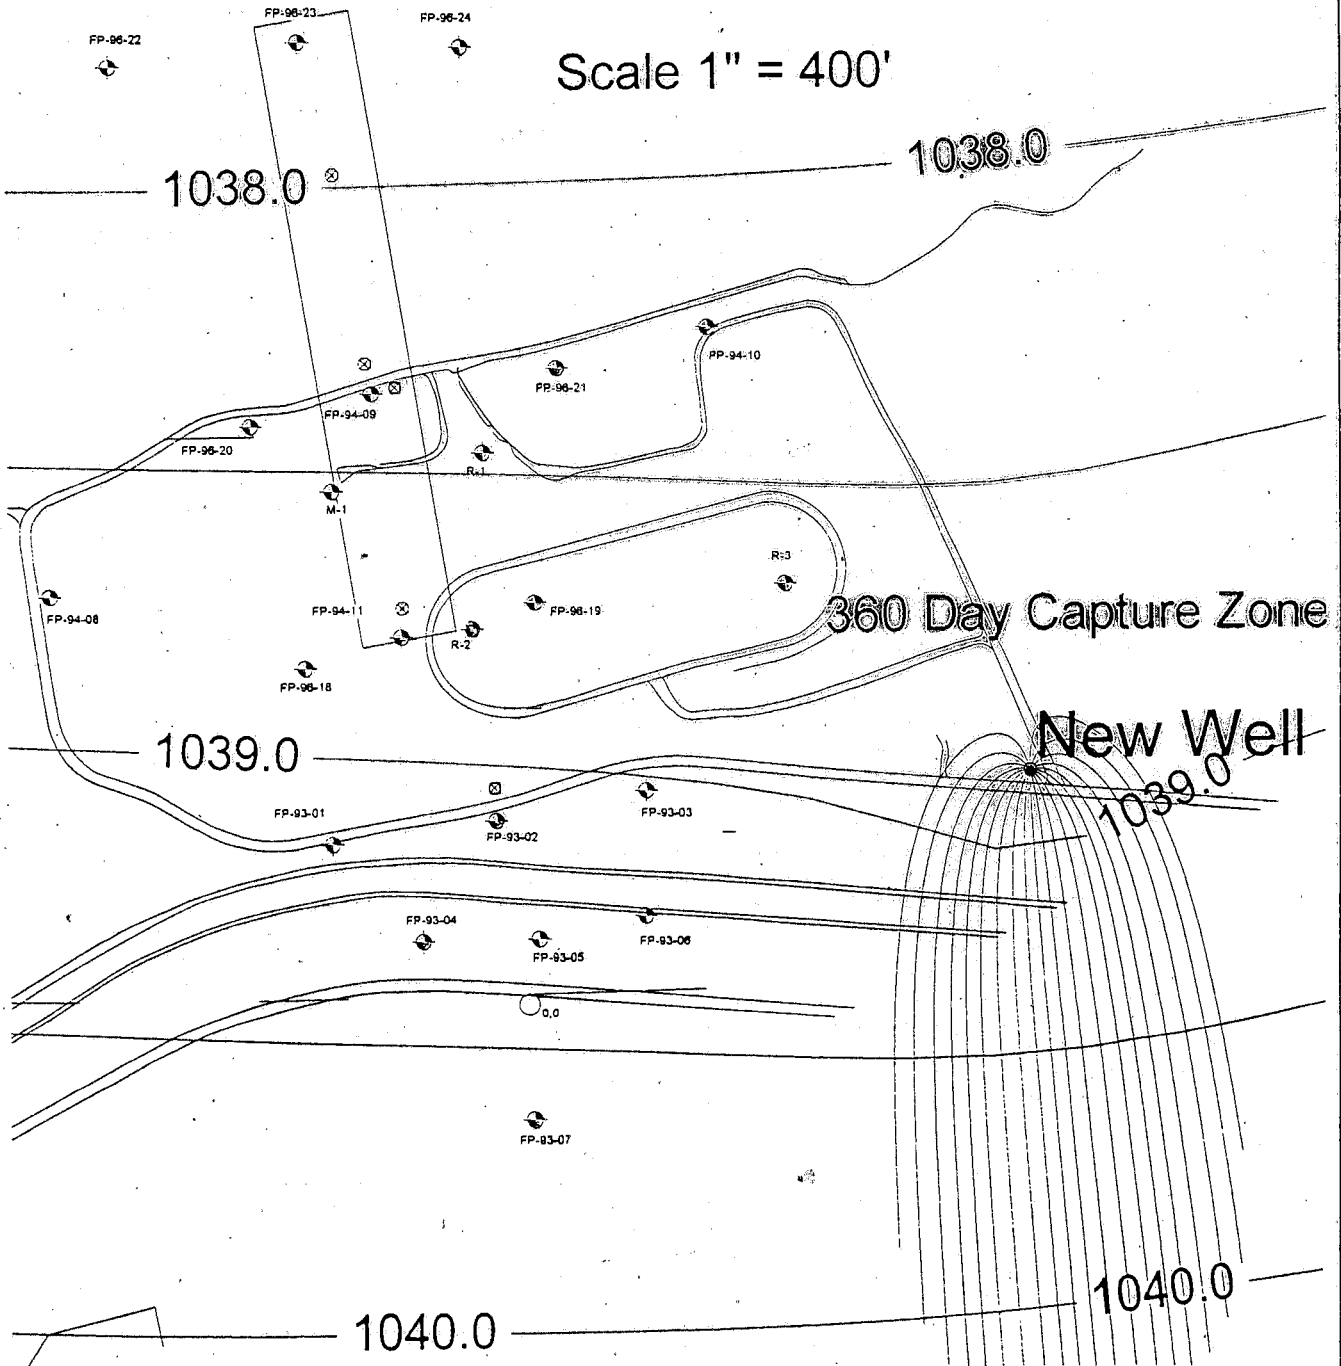 FP-96-23
FP-96-24
FP-96-22
Scale 1" = 400'
1038.0
1038.0
FP-94-10
FP-96-21
FP-94-09
FP-96-20
R-1
M-1
R-3
FP-94-11
FP-96-19
360 Day Capture Zone
FP-94-08
R-2
FP-96-18
New Well
1039.0
1039.0
FP-93-01
FP-93-03
FP-93-02
FP-93-04
FP-93-06
FP-93-05
0,0
FP-93-07
1040.0
1040.0